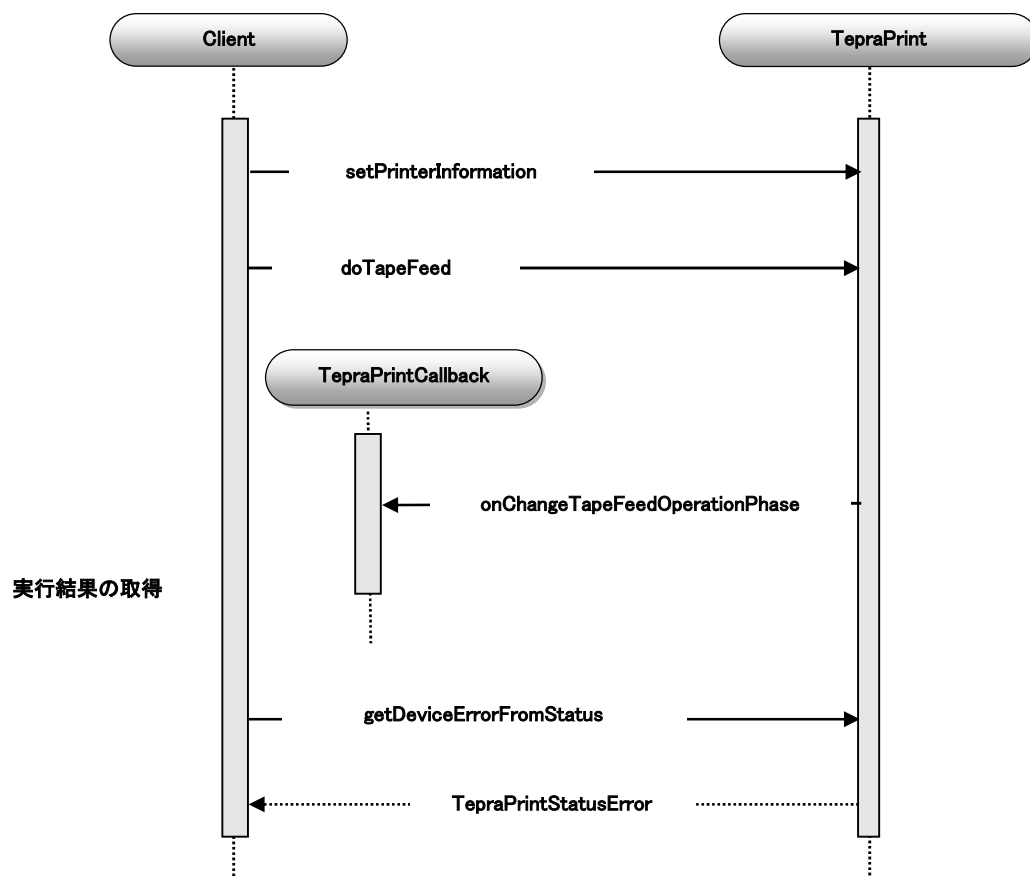 Client
TepraPrint
setPrinterInformation
doTapeFeed
TepraPrintCallback
onChangeTapeFeedOperationPhase
実行結果の取得
getDeviceErrorFromStatus
TepraPrintStatusError